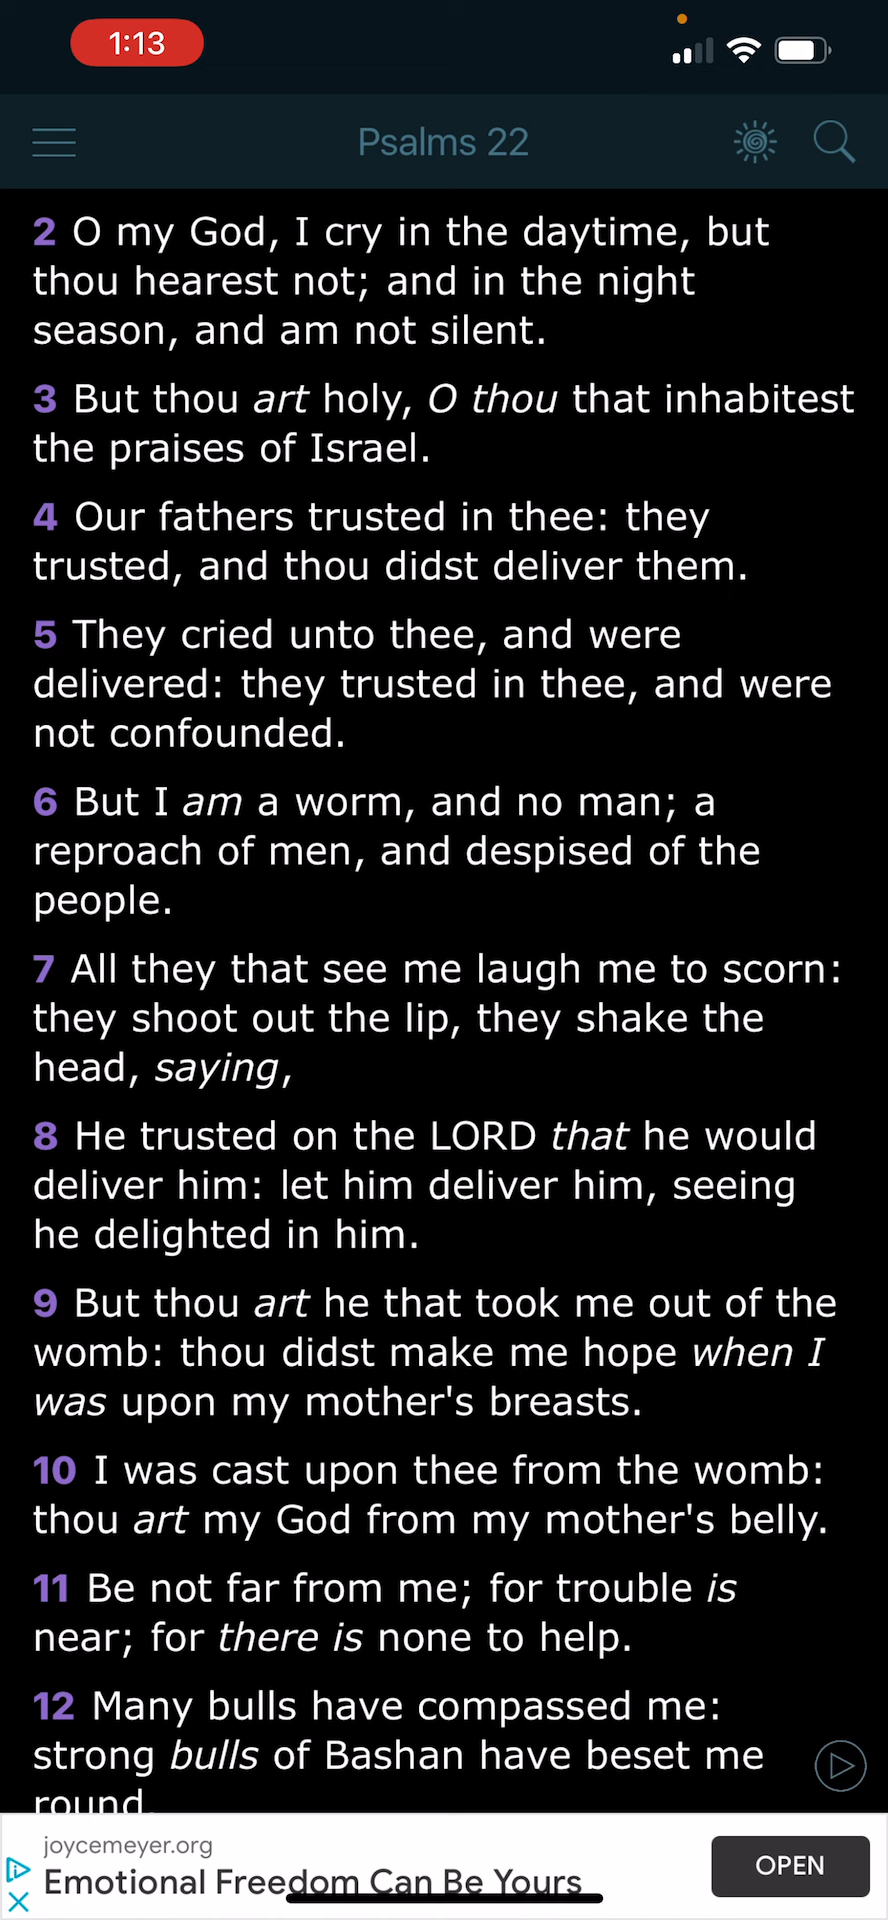 1:13
Psalms 22
2 O my God, I cry in the daytime, but
thou hearest not; and in the night
season, and am not silent.
3 But thou art holy, O thou that inhabitest
the praises of Israel.
4 Our fathers trusted in thee: they
trusted, and thou didst deliver them.
5 They cried unto thee, and were
delivered: they trusted in thee, and were
not confounded.
6 But I am a worm, and no man; a
reproach of men, and despised of the
people.
7 All they that see me laugh me to scorn:
they shoot out the lip, they shake the
head, saying,
8 He trusted on the LORD that he would
deliver him: let him deliver him, seeing
he delighted in him.
9 But thou art he that took me out of the
womb: thou didst make me hope when I
was upon my mother's breasts.
10 I was cast upon thee from the womb:
thou art my God from my mother's belly.
11 Be not far from me; for trouble is
near; for there is none to help.
12 Many bulls have compassed me:
strong bulls of Bashan have beset me
round.
joycemeyer.org
Emotional Freedom Can Be Yours
OPEN